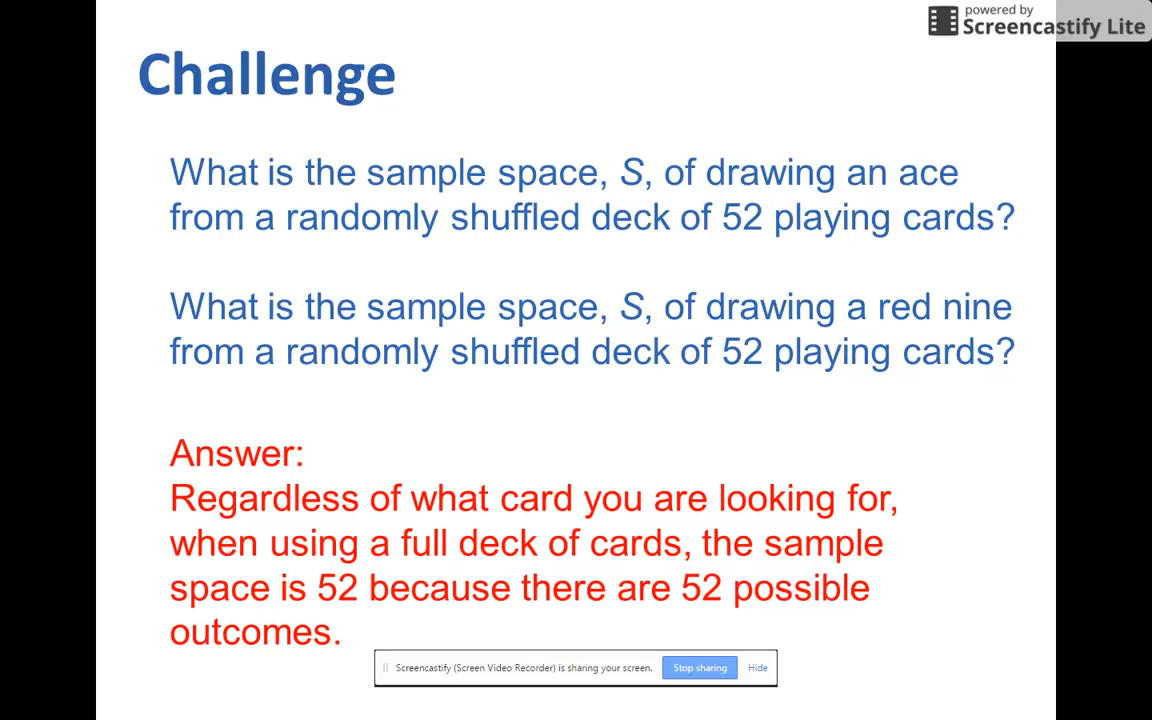 powered by
Screencastify Lite
Challenge
What is the sample space, S, of drawing an ace
from a randomly shuffled deck of 52 playing cards?
What is the sample space, S, of drawing a red nine
from a randomly shuffled deck of 52 playing cards?
Answer:
Regardless of what card you are looking for,
when using a full deck of cards, the sample
space is 52 because there are 52 possible
outcomes.
Screencastify (Screen Video Recorder) is sharing your screen. Stop sharing Hide